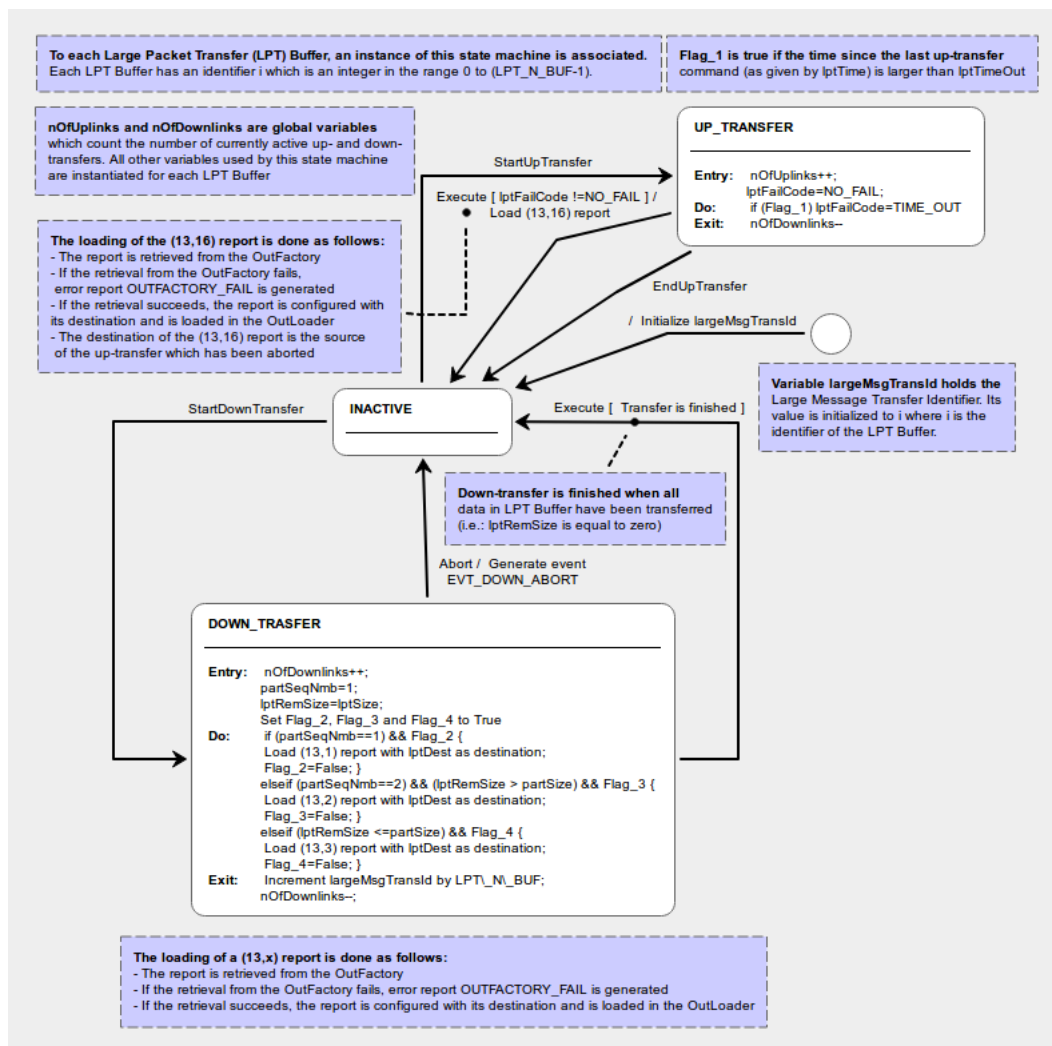 To each Large Packet Transfer (LPT) Buffer, an instance of this state machine is associated.
Each LPT Buffer has an identifier i which is an integer in the range 0 to (LPT_N_BUF-1).
Flag_1 is true if the time since the last up-transfer
command (as given by lptTime) is larger than lptTimeOut
nOfUplinks and nOfDownlinks are global variables
which count the number of currently active up- and down-
transfers. All other variables used by this state machine
are instantiated for each LPT Buffer
UP_TRANSFER
Entry: nOfUplinks++;
lptFailCode=NO_FAIL;
Do: if (Flag_1) lptFailCode=TIME_OUT
Exit: nOfDownlinks--
StartUpTransfer
Execute [ lptFailCode !=NO_FAIL ] /
Load (13,16) report
The loading of the (13,16) report is done as follows:
- The report is retrieved from the OutFactory
- If the retrieval from the OutFactory fails,
error report OUTFACTORY_FAIL is generated
- If the retrieval succeeds, the report is configured with
its destination and is loaded in the OutLoader
- The destination of the (13,16) report is the source
of the up-transfer which has been aborted
EndUpTransfer
/ Initialize largeMsgTransId
Variable largeMsgTransId holds the
Large Message Transfer Identifier. Its
value is initialized to i where i is the
identifier of the LPT Buffer.
StartDownTransfer
INACTIVE
Execute [ Transfer is finished ]
Down-transfer is finished when all
data in LPT Buffer have been transferred
(i.e.: lptRemSize is equal to zero)
Abort / Generate event
EVT_DOWN_ABORT
DOWN_TRASFER
Entry: nOfDownlinks++;
partSeqNmb=1;
lptRemSize=lptSize;
Set Flag_2, Flag_3 and Flag_4 to True
Do: if (partSeqNmb==1) && Flag_2 {
Load (13,1) report with lptDest as destination;
Flag_2=False; }
elseif (partSeqNmb==2) && (lptRemSize > partSize) && Flag_3 {
Load (13,2) report with lptDest as destination;
Flag_3=False; }
elseif (lptRemSize <=partSize) && Flag_4 {
Load (13,3) report with lptDest as destination;
Flag_4=False; }
Exit: Increment largeMsgTransId by LPT\_N\_BUF;
nOfDownlinks--;
The loading of a (13,x) report is done as follows:
- The report is retrieved from the OutFactory
- If the retrieval from the OutFactory fails, error report OUTFACTORY_FAIL is generated
- If the retrieval succeeds, the report is configured with its destination and is loaded in the OutLoader